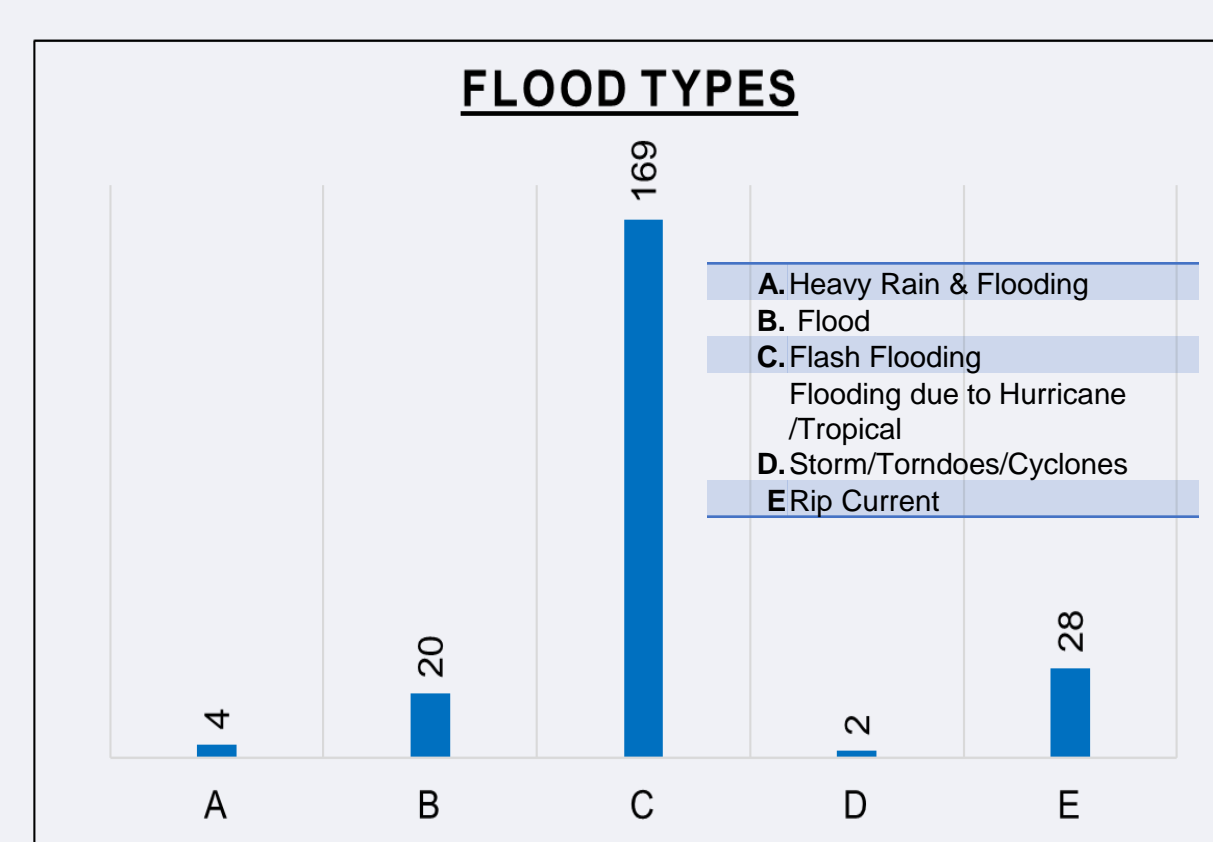 FLOOD TYPES
169
A. Heavy Rain & Flooding
B. Flood
C. Flash Flooding
Flooding due to Hurricane
/Tropical
D. Storm/Torndoes/Cyclones
E Rip Current
4
20
2
28
A B C D E